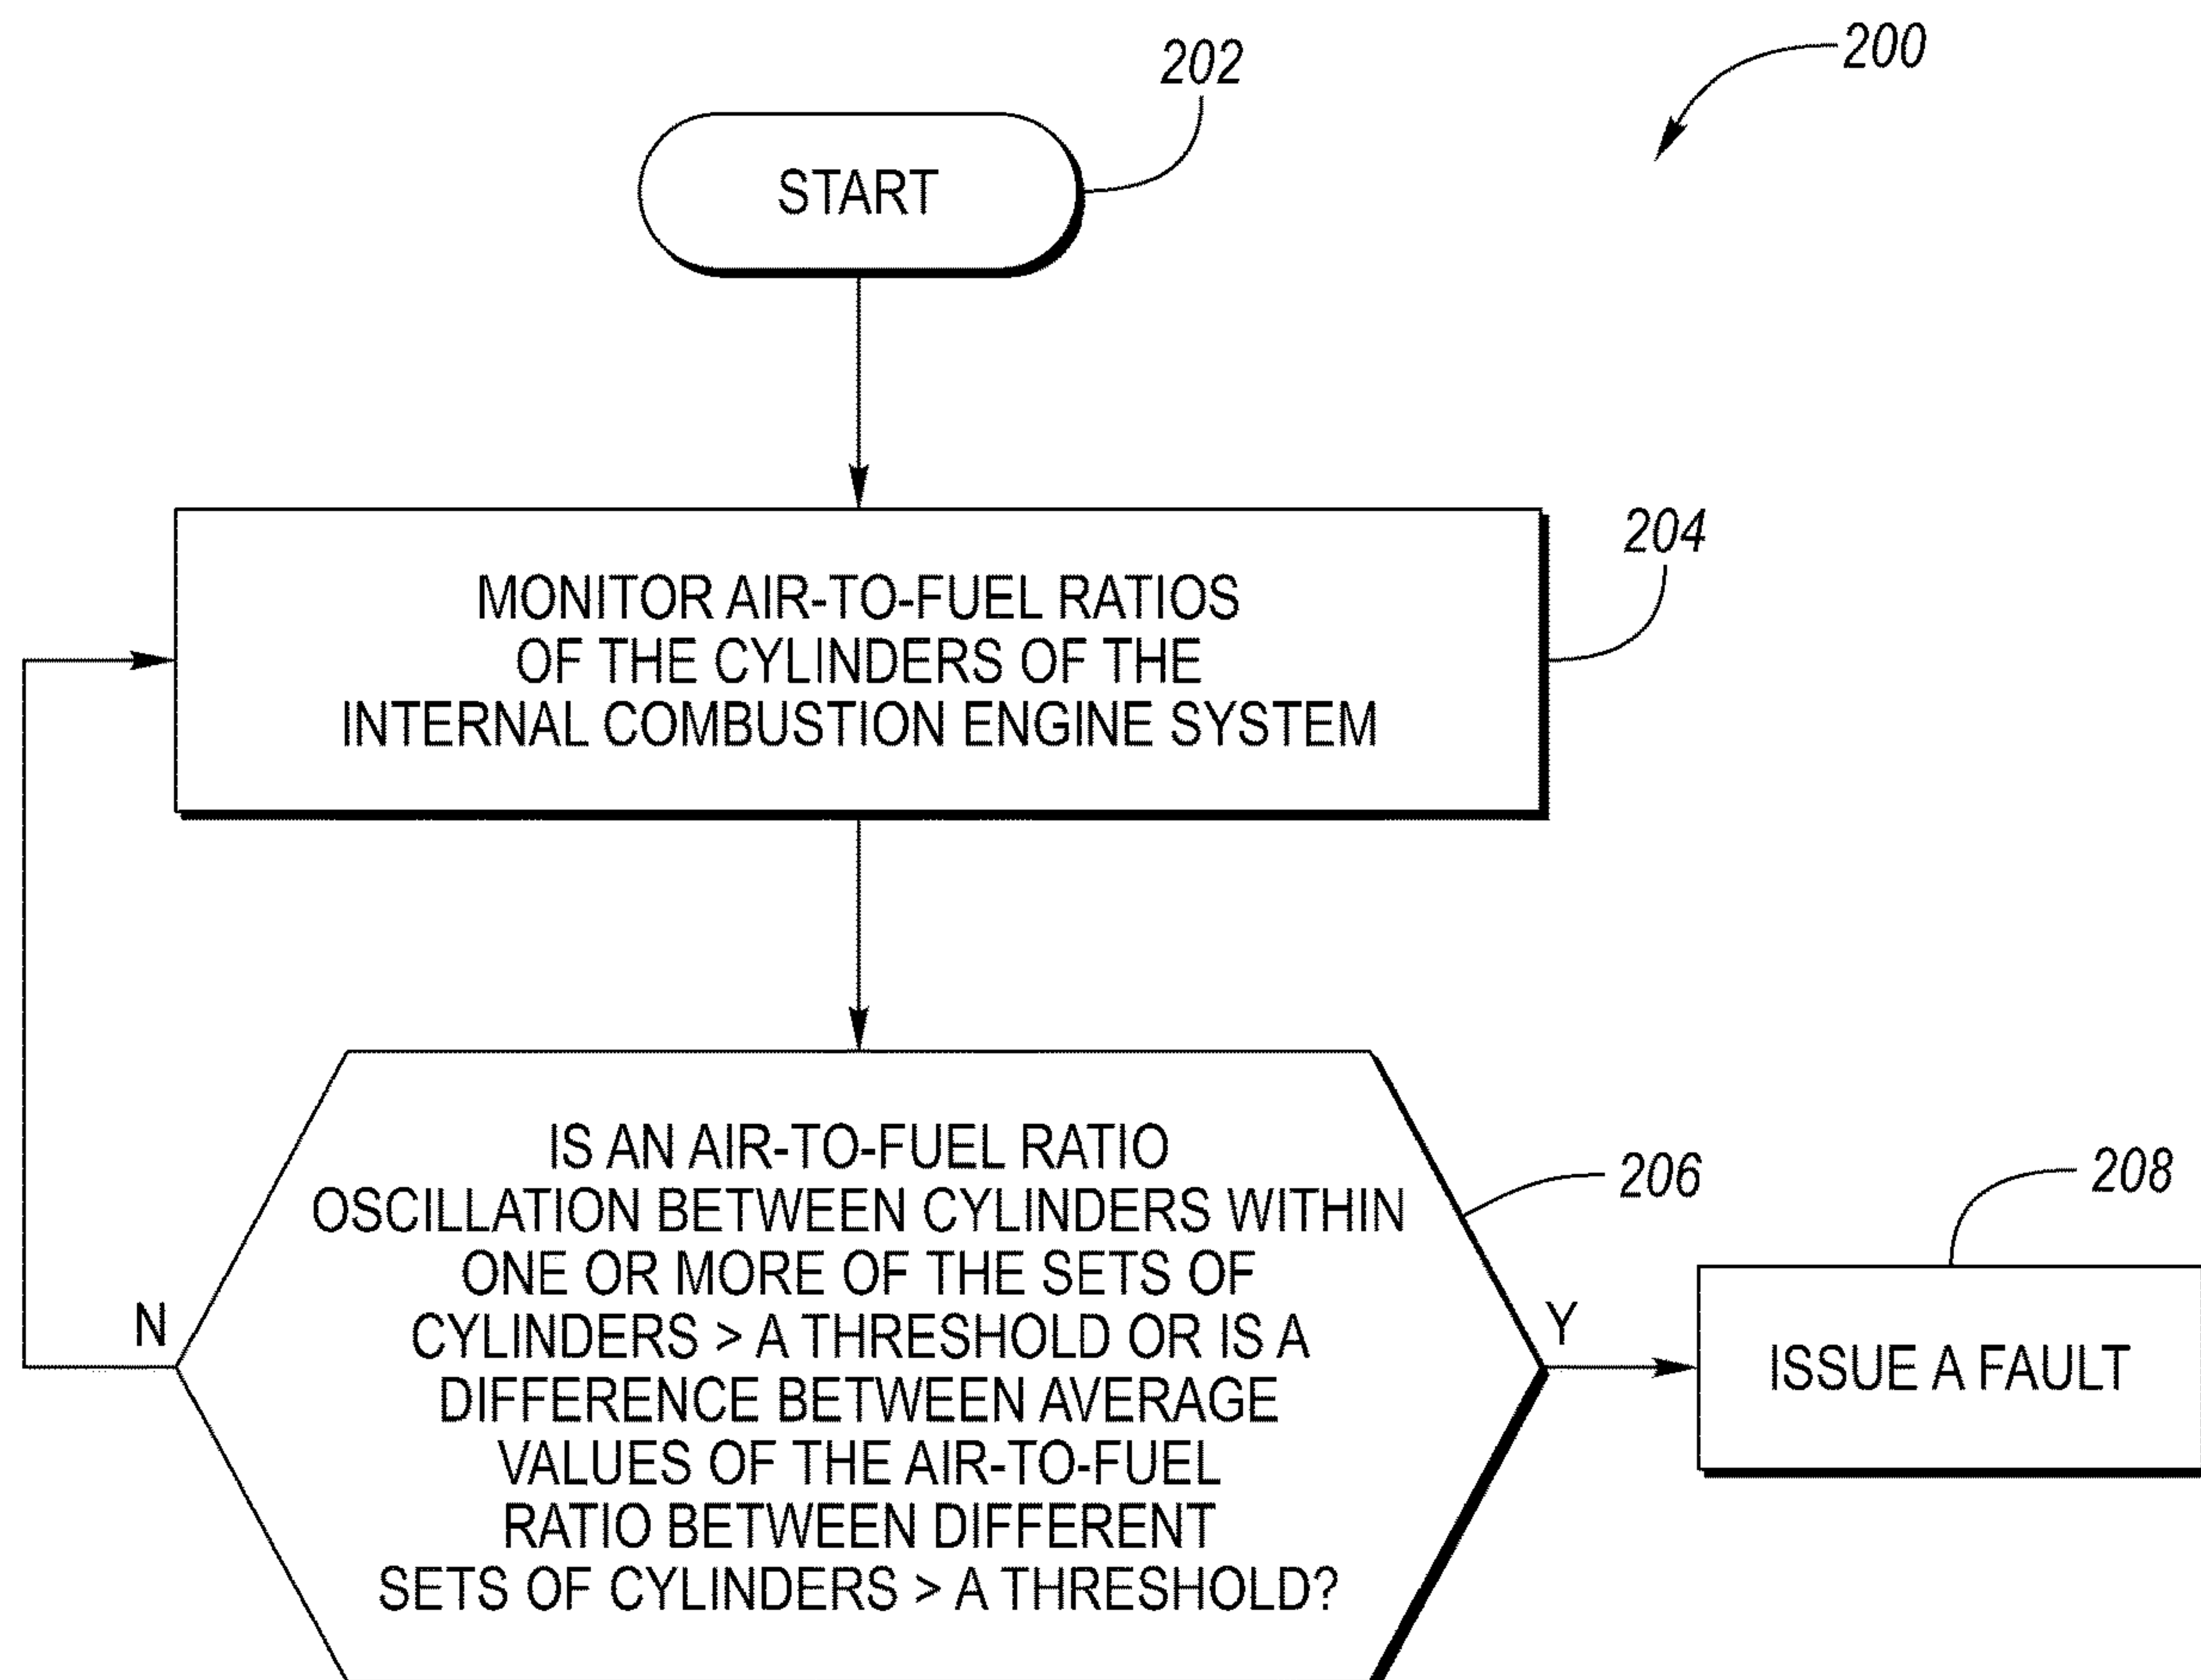 202
200
START
204
MONITOR AIR-TO-FUEL RATIOS
OF THE CYLINDERS OF THE
INTERNAL COMBUSTION ENGINE SYSTEM
IS AN AIR-TO-FUEL RATIO
OSCILLATION BETWEEN CYLINDERS WITHIN
ONE OR MORE OF THE SETS OF
CYLINDERS > A THRESHOLD OR IS A
DIFFERENCE BETWEEN AVERAGE
VALUES OF THE AIR-TO-FUEL
RATIO BETWEEN DIFFERENT
SETS OF CYLINDERS > A THRESHOLD?
206
208
N
Y
ISSUE A FAULT